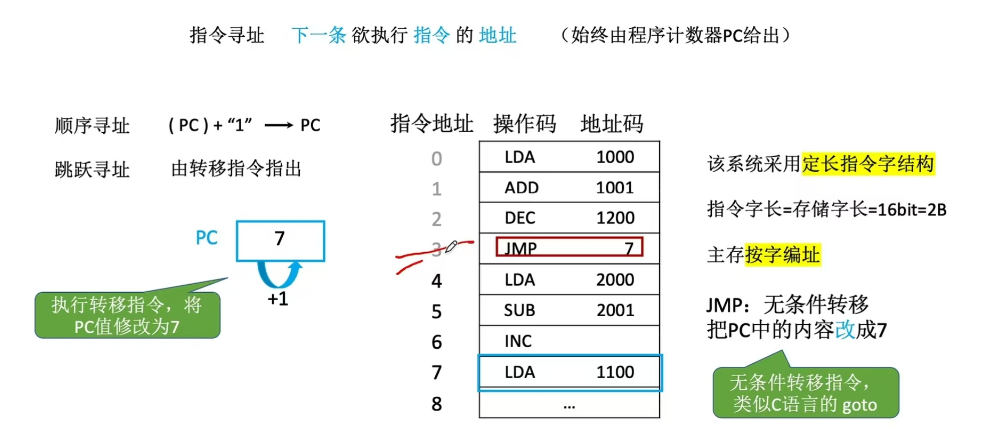 指令寻址 下一条 欲执行 指令 的 地址 （始终由程序计数器PC给出）
顺序寻址 ( PC ) + “1” ⟶ PC
跳跃寻址 由转移指令指出
PC 7
+1
执行转移指令，将
PC值修改为7
指令地址 操作码 地址码
0 LDA 1000
1 ADD 1001
2 DEC 1200
3 JMP 7
4 LDA 2000
5 SUB 2001
6 INC
7 LDA 1100
8 ...
该系统采用定长指令字结构
指令字长=存储字长=16bit=2B
主存按字编址
JMP：无条件转移
把PC中的内容改成7
无条件转移指令，
类似C语言的 goto